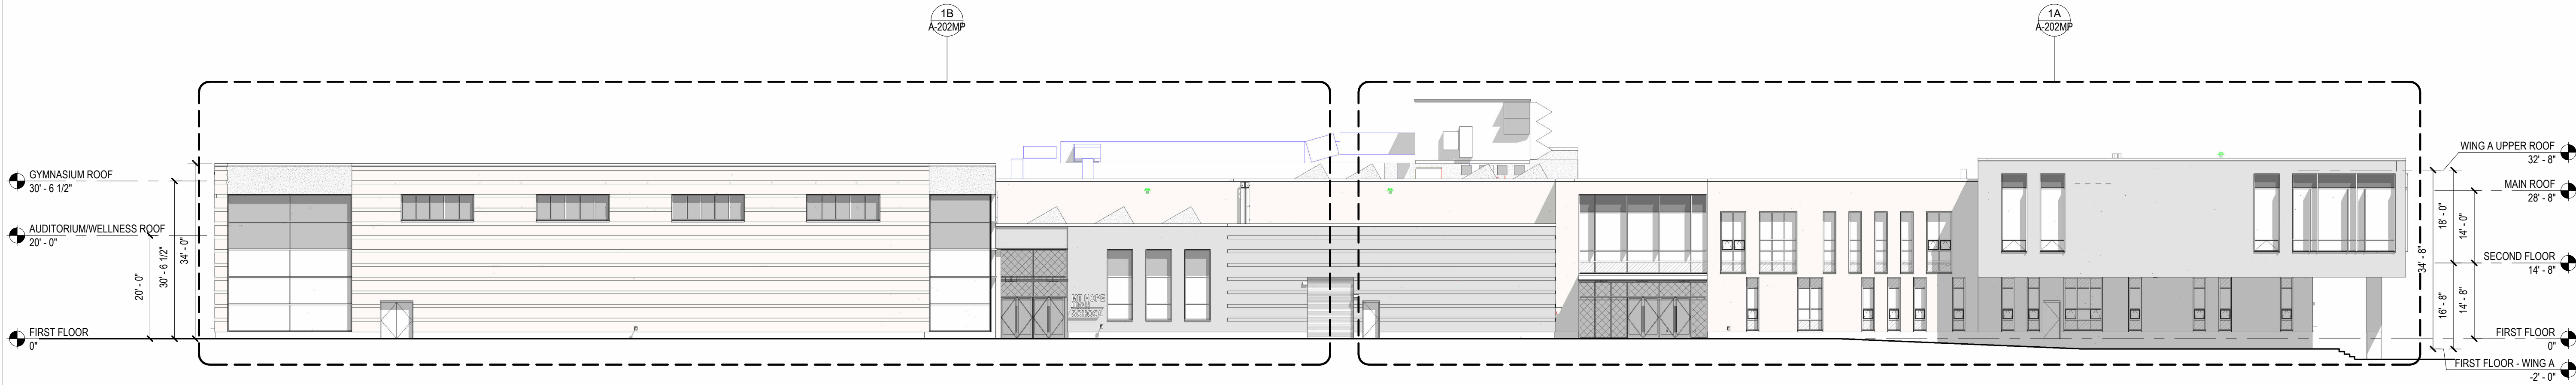 1B
A-202MP
1A
A-202MP
GYMNASIUM ROOF
30' - 6 1/2"
AUDITORIUM/WELLNESS ROOF
20' - 0"
FIRST FLOOR
0"
20' - 0"
30' - 6 1/2"
34' - 0"
MT HOPE
HIGH
SCHOOL
34' - 8"
18' - 0"
16' - 8"
14' - 0"
14' - 8"
WING A UPPER ROOF
32' - 8"
MAIN ROOF
28' - 8"
SECOND FLOOR
14' - 8"
FIRST FLOOR
0"
FIRST FLOOR - WING A
-2' - 0"